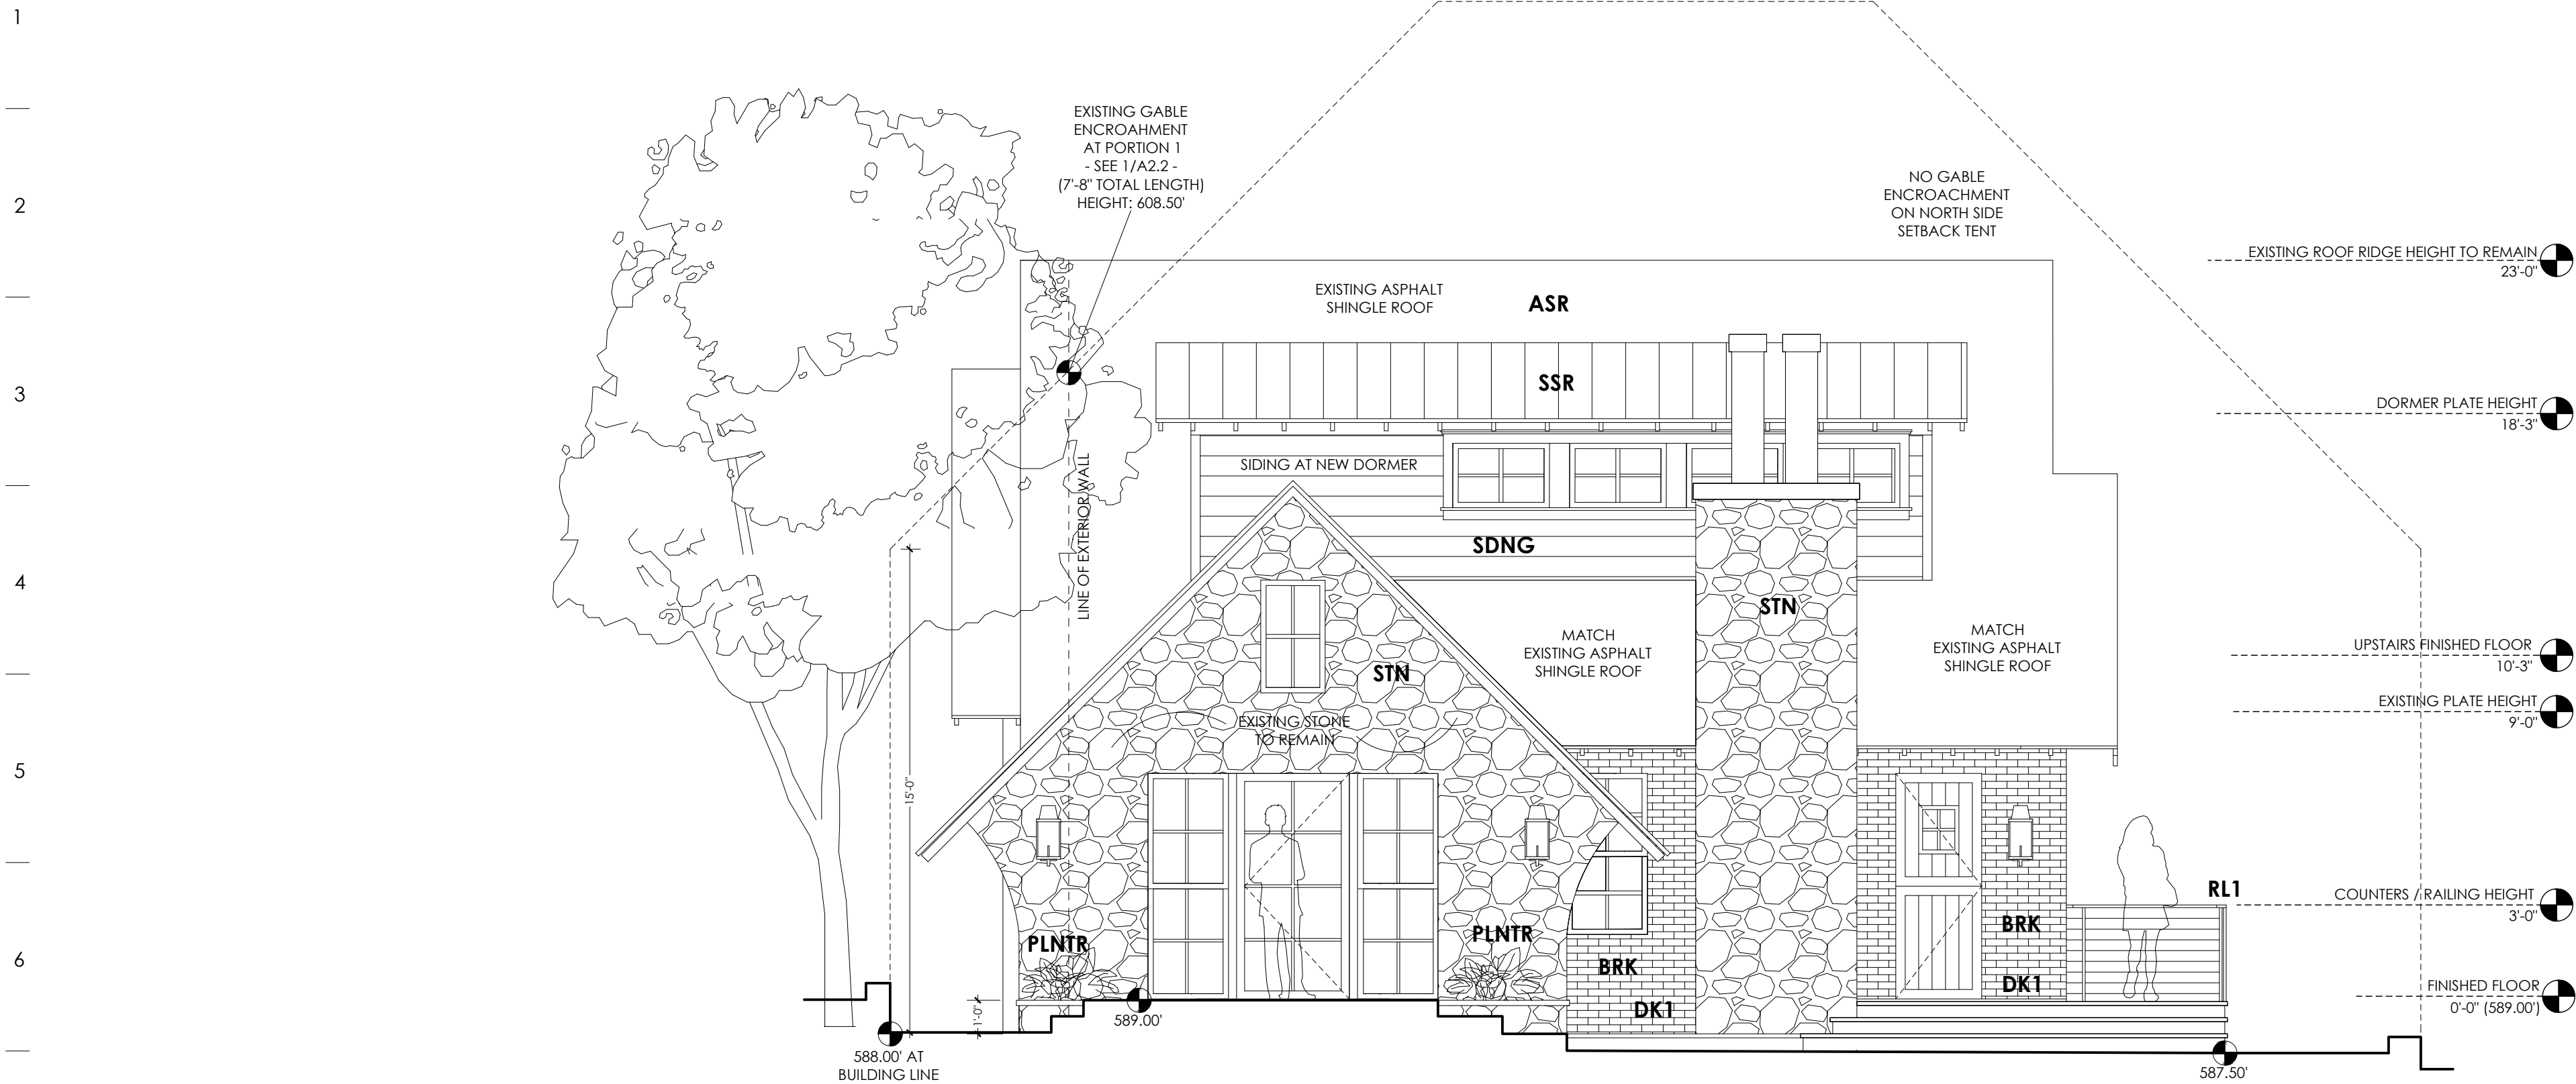 1
EXISTING GABLE
ENCROAHMENT
AT PORTION 1
- SEE 1/A2.2 -
(7'-8" TOTAL LENGTH)
HEIGHT: 608.50'
2
NO GABLE
ENCROACHMENT
ON NORTH SIDE
SETBACK TENT
EXISTING ROOF RIDGE HEIGHT TO REMAIN
23'-0"
EXISTING ASPHALT
SHINGLE ROOF
ASR
3
SSR
DORMER PLATE HEIGHT
18'-3"
SIDING AT NEW DORMER
LINE OF EXTERIOR WALL
SDNG
4
STN
MATCH
EXISTING ASPHALT
SHINGLE ROOF
MATCH
EXISTING ASPHALT
SHINGLE ROOF
UPSTAIRS FINISHED FLOOR
10'-3"
STN
EXISTING PLATE HEIGHT
9'-0"
EXISTING STONE
TO REMAIN
5
15'-0"
RL1
COUNTERS / RAILING HEIGHT
3'-0"
PLNTR
PLNTR
BRK
6
BRK
DK1
FINISHED FLOOR
0'-0" (589.00')
DK1
1'-0"
589.00'
588.00' AT
BUILDING LINE
587.50'